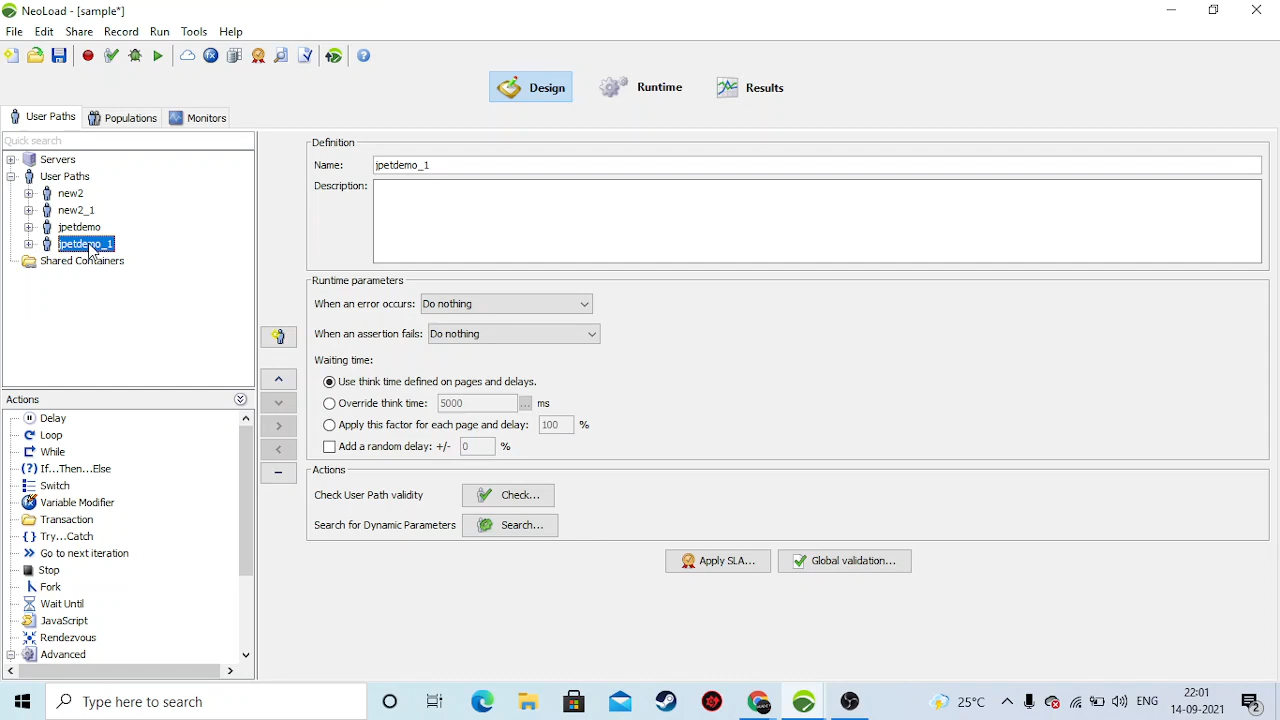 NeoLoad - [sample*]
File Edit Share Record Run Tools Help
Design Runtime Results
User Paths Populations Monitors
Quick search
Servers
User Paths
new2
new2_1
jpetdemo
jpetdemo_1
Shared Containers
Definition
Name: jpetdemo_1
Description:
Runtime parameters
When an error occurs: Do nothing
When an assertion fails: Do nothing
Waiting time:
Use think time defined on pages and delays.
Override think time: 5000 ... ms
Apply this factor for each page and delay: 100 %
Add a random delay: +/- 0 %
Actions
Check User Path validity Check...
Search for Dynamic Parameters Search...
Apply SLA... Global validation...
Actions
Delay
Loop
While
If...Then...Else
Switch
Variable Modifier
Transaction
Try...Catch
Go to next iteration
Stop
Fork
Wait Until
JavaScript
Rendezvous
Advanced
Type here to search
25°C ENG 22:01
14-09-2021 2